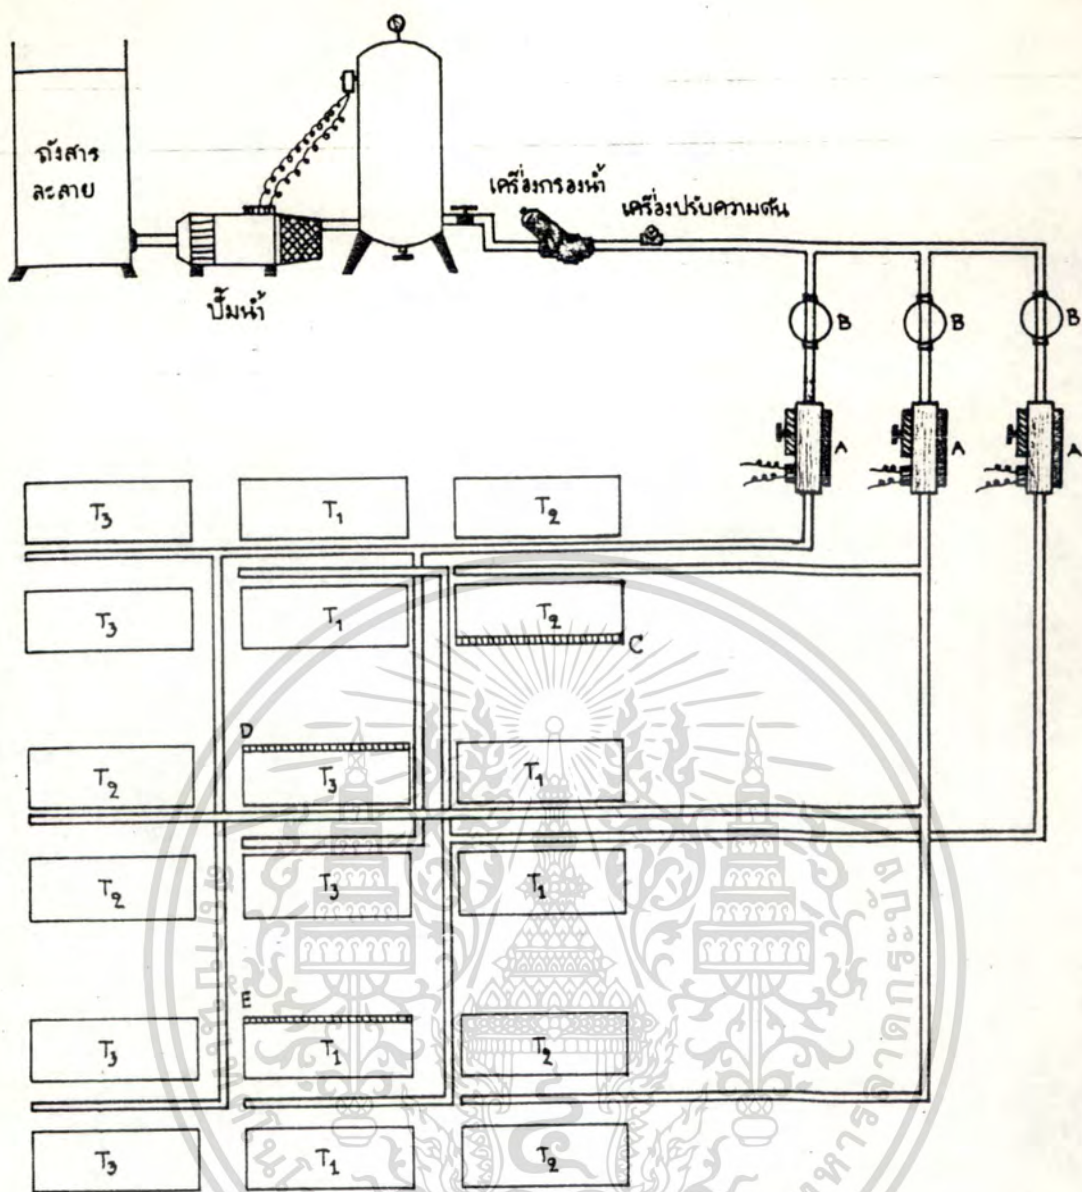 ถังสาร
ละลาย
ปั๊มน้ำ
เครื่องกรองน้ำ
เครื่องปรับความดัน
B B B
A A A
T3 T1 T2
T3 T1 T2
C
D
T2 T3 T1
T2 T3 T1
E
T3 T1 T2
T3 T1 T2